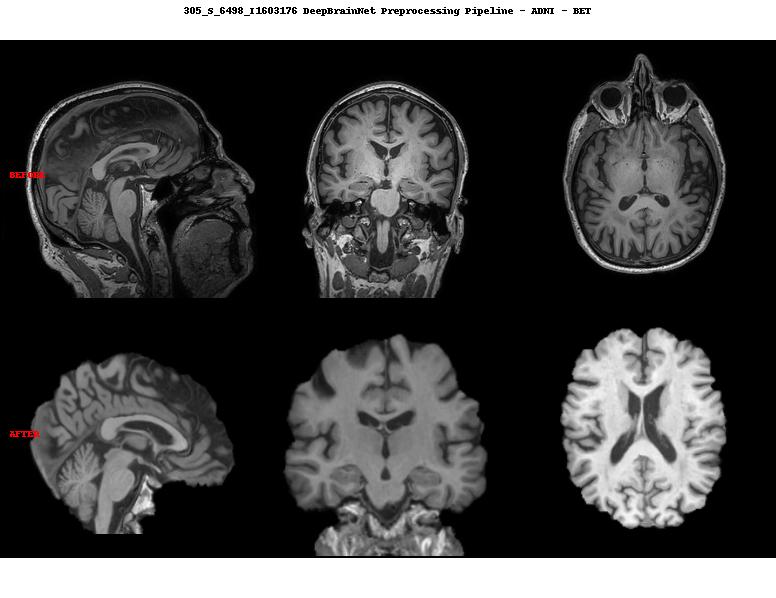 305_S_6498_I1603176 DeepBrainNet Preprocessing Pipeline - ADNI - BET
BEFORE
AFTER